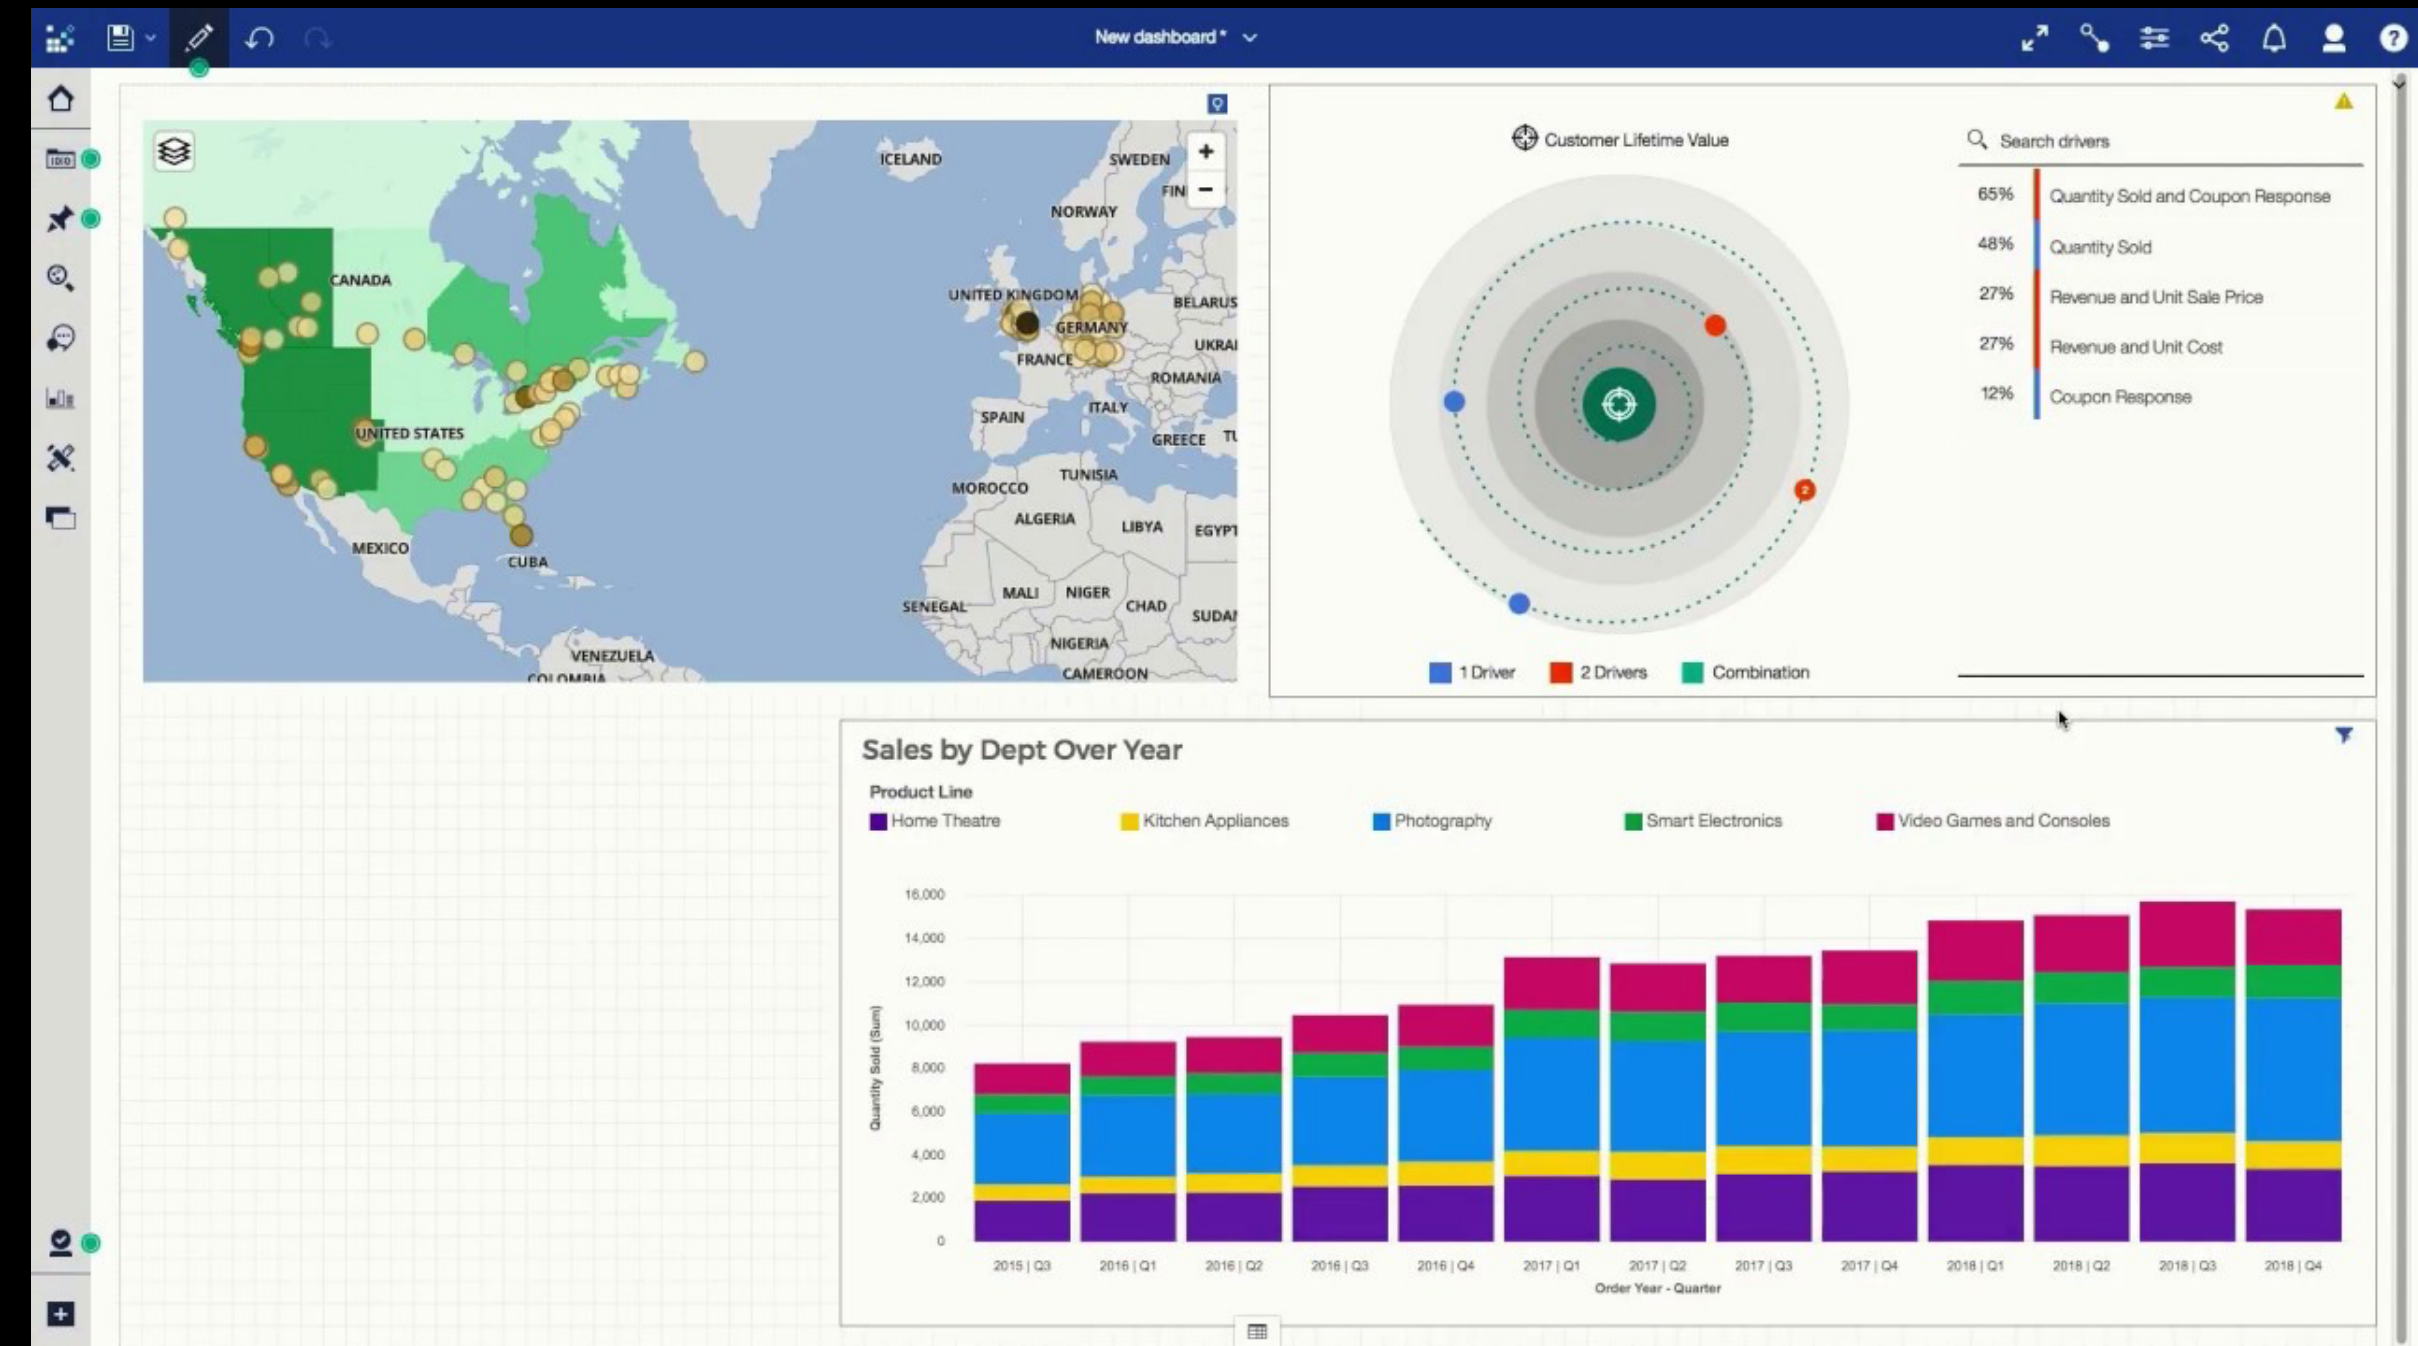 New dashboard *
ICELAND
SWEDEN
FIN
NORWAY
CANADA
UNITED KINGDOM
BELARUS
GERMANY
UKRAI
FRANCE
ROMANIA
ITALY
SPAIN
UNITED STATES
GREECE TU
TUNISIA
MOROCCO
ALGERIA
LIBYA
EGYPT
MEXICO
CUBA
MALI
NIGER
CHAD
SENEGAL
SUDA
NIGERIA
VENEZUELA
CAMEROON
COLOMBIA
Customer Lifetime Value
2
1 Driver
2 Drivers
Combination
Search drivers
65% Quantity Sold and Coupon Response
48% Quantity Sold
27% Revenue and Unit Sale Price
27% Revenue and Unit Cost
12% Coupon Response
Sales by Dept Over Year
Product Line
Home Theatre
Kitchen Appliances
Photography
Smart Electronics
Video Games and Consoles
Quantity Sold (Sum)
16,000
14,000
12,000
10,000
8,000
6,000
4,000
2,000
0
2015 | Q3
2016 | Q1
2016 | Q2
2016 | Q3
2016 | Q4
2017 | Q1
2017 | Q2
2017 | Q3
2017 | Q4
2018 | Q1
2018 | Q2
2018 | Q3
2018 | Q4
Order Year - Quarter